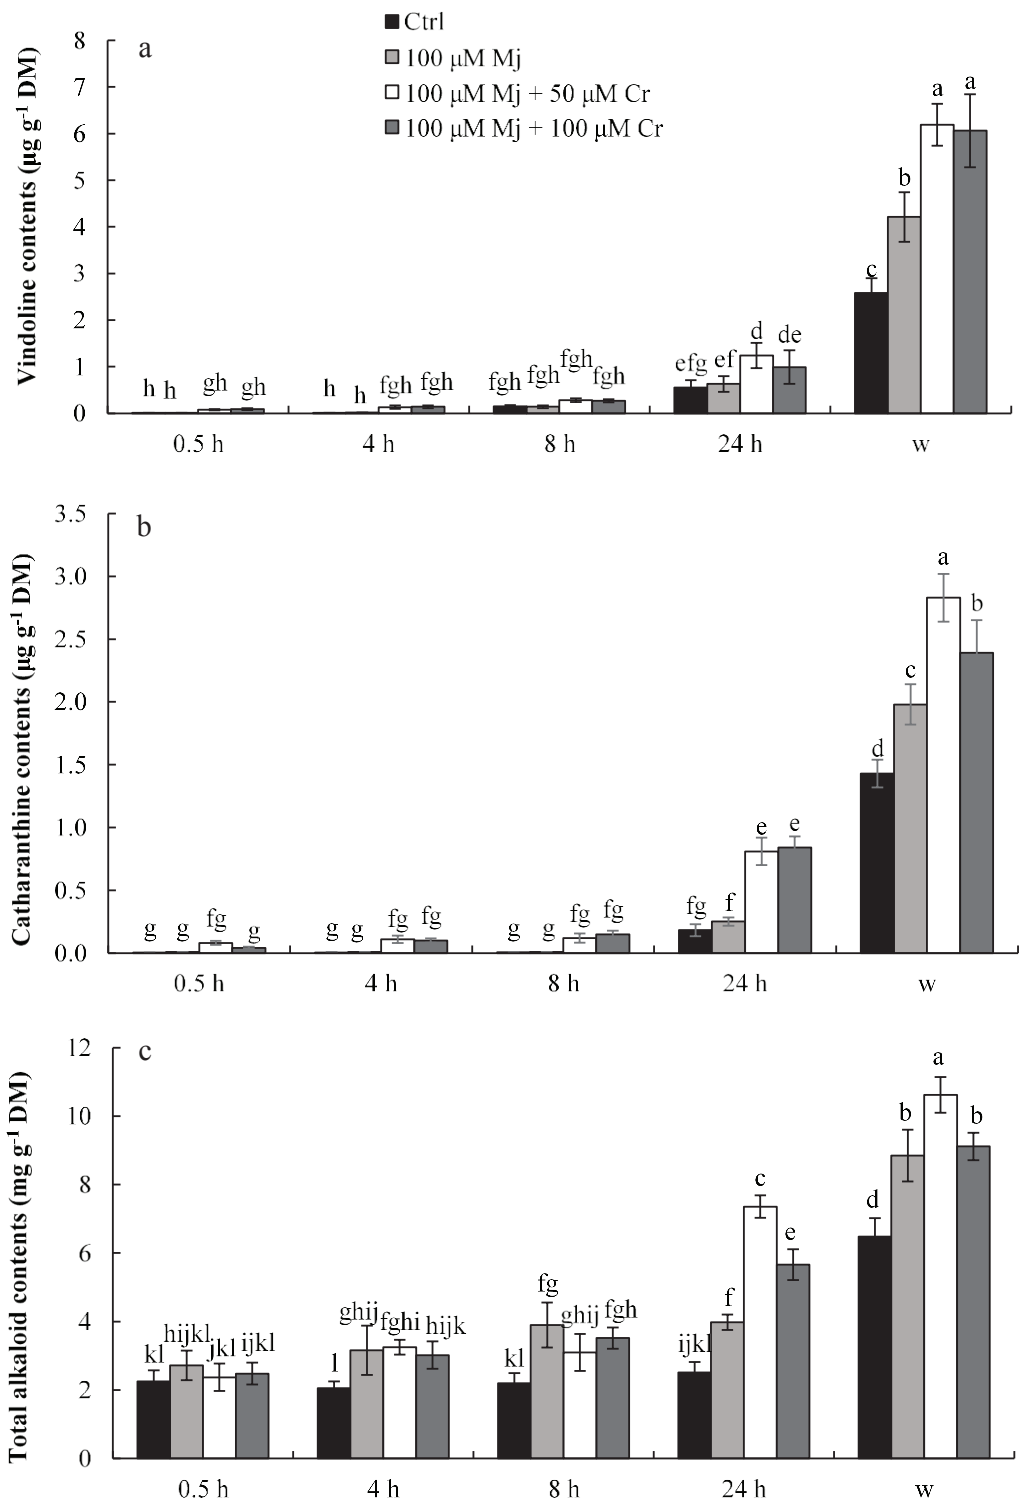 a
Ctrl
100 μM Mj
100 μM Mj + 50 μM Cr
100 μM Mj + 100 μM Cr
Vindoline contents (μg g-1 DM)
8
7
6
5
4
3
2
1
0
h h gh gh
h h fgh fgh
fgh fgh fgh fgh
efg ef d de
c b a a
0.5 h 4 h 8 h 24 h w
b
Catharanthine contents (μg g-1 DM)
3.5
3.0
2.5
2.0
1.5
1.0
0.5
0.0
g g fg g
g g fg fg
g g fg fg
fg f e e
d c a b
0.5 h 4 h 8 h 24 h w
c
Total alkaloid contents (mg g-1 DM)
12
10
8
6
4
2
0
kl hijkl jkl ijkl
l ghij fghi hijk
kl fg ghij fgh
ijkl f c e
d b a b
0.5 h 4 h 8 h 24 h w